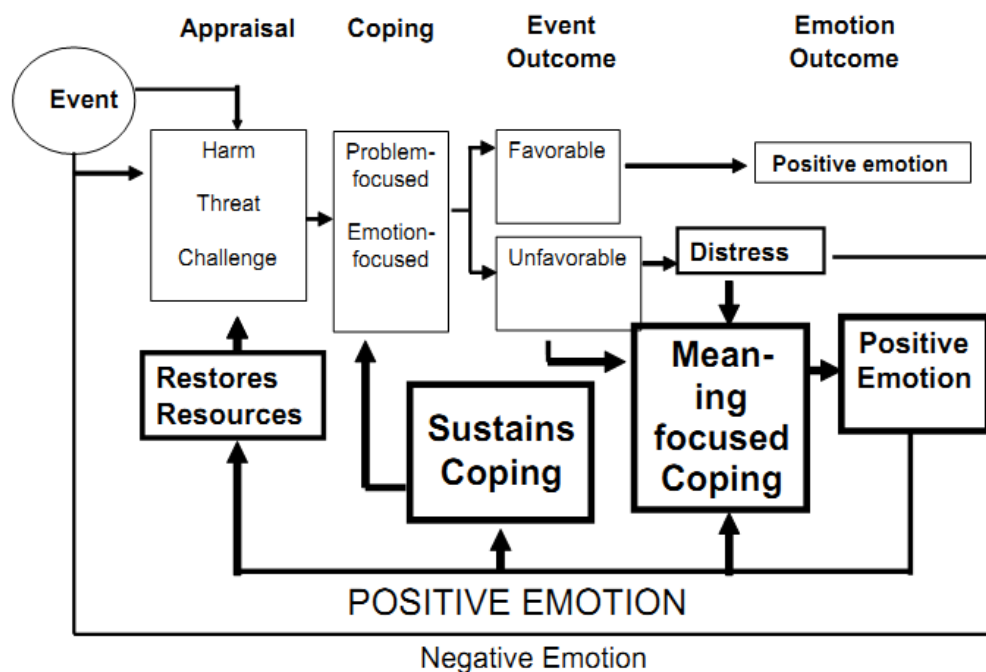 Appraisal
Coping
Event
Outcome
Emotion
Outcome
Event
Harm
Threat
Challenge
Problem-
focused
Emotion-
focused
Favorable
Unfavorable
Positive emotion
Distress
Restores
Resources
Sustains
Coping
Mean-
ing
focused
Coping
Positive
Emotion
POSITIVE EMOTION
Negative Emotion